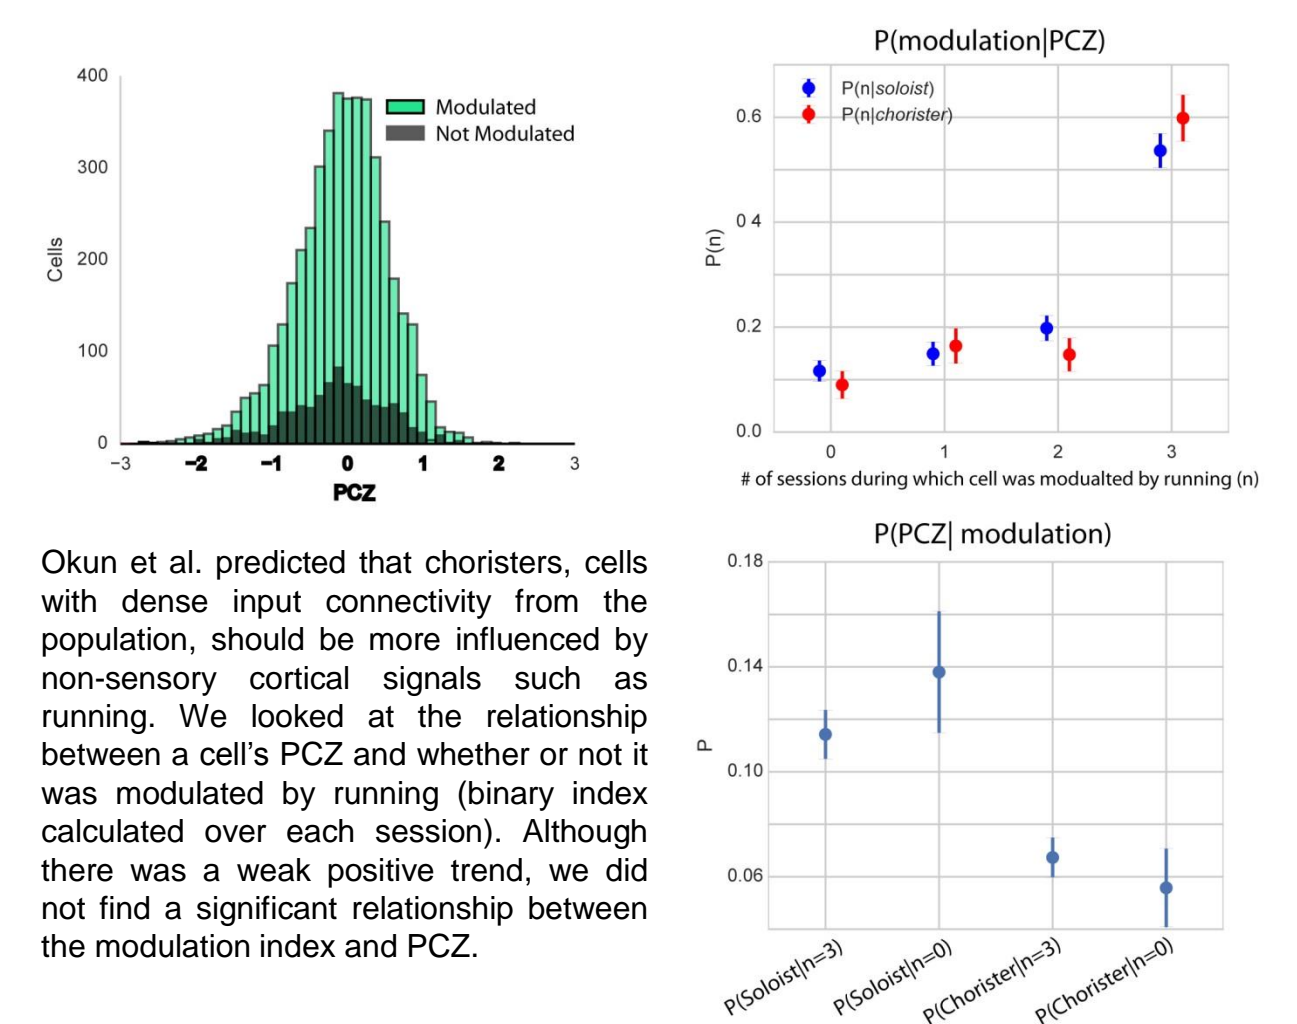 400
300
200
100
0
Cells
Modulated
Not Modulated
−3 −2 −1 0 1 2 3
PCZ
P(modulation|PCZ)
P(n|soloist)
P(n|chorister)
0.6
0 4
0.2
0.0
P(n)
0 1 2 3
# of sessions during which cell was modualted by running (n)
Okun et al. predicted that choristers, cells
with dense input connectivity from the
population, should be more influenced by
non-sensory cortical signals such as
running. We looked at the relationship
between a cell’s PCZ and whether or not it
was modulated by running (binary index
calculated over each session). Although
there was a weak positive trend, we did
not find a significant relationship between
the modulation index and PCZ.
P(PCZ| modulation)
0.18
0.14
0.10
0.06
P
P(Soloist|n=3)
P(Soloist|n=0)
P(Chorister|n=3)
P(Chorister|n=0)